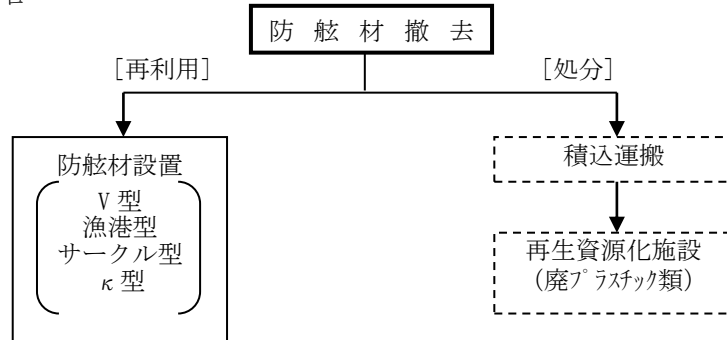 防舷材撤去
[再利用]
[処分]
防舷材設置
V型
漁港型
サークル型
κ型
積込運搬
再生資源化施設
(廃プラスチック類)